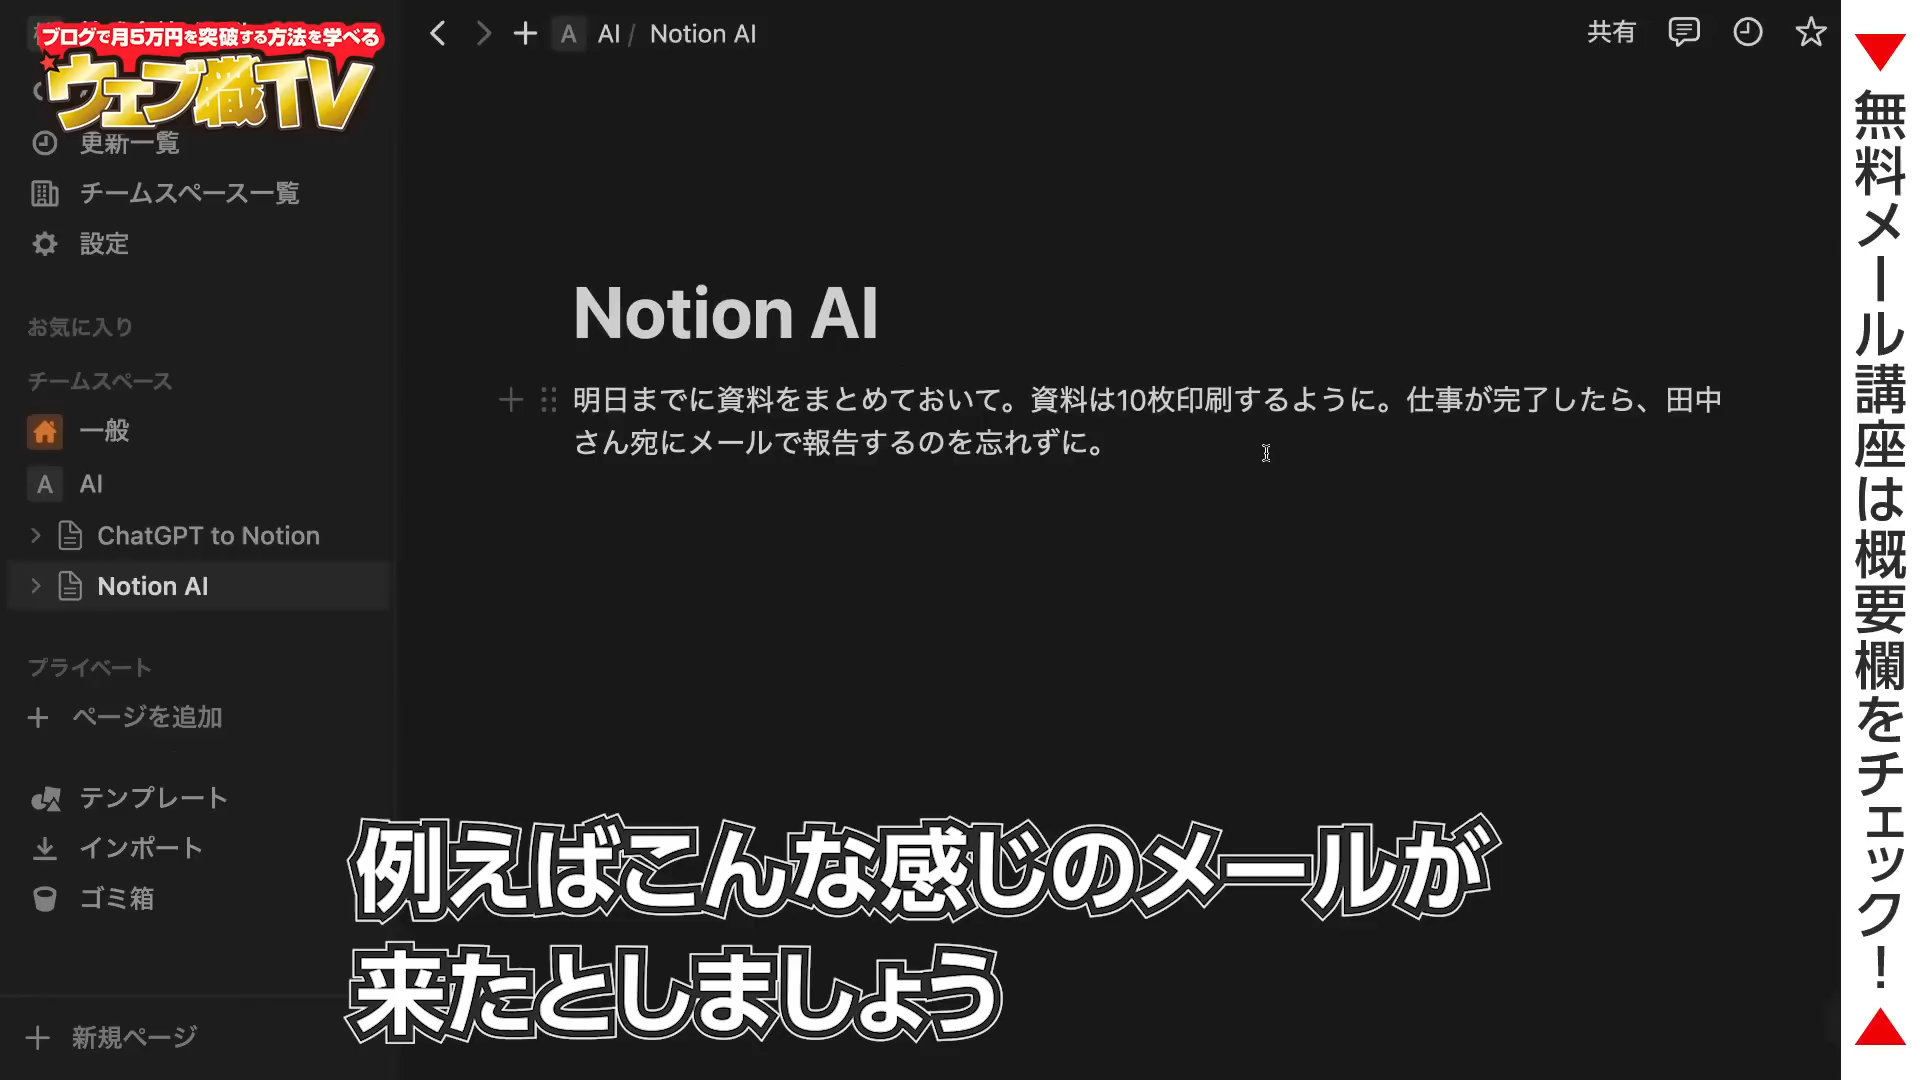 ブログで月5万円を突破する方法を学べる
ウェブ職TV
更新一覧
チームスペース一覧
設定
お気に入り
チームスペース
一般
A AI
ChatGPT to Notion
Notion AI
プライベート
ページを追加
テンプレート
インポート
ゴミ箱
新規ページ
A AI / Notion AI
共有
Notion AI
明日までに資料をまとめておいて。資料は10枚印刷するように。仕事が完了したら、田中
さん宛にメールで報告するのを忘れずに。
例えばこんな感じのメールが
来たとしましょう
▼無料メール講座は概要欄をチェック!▲